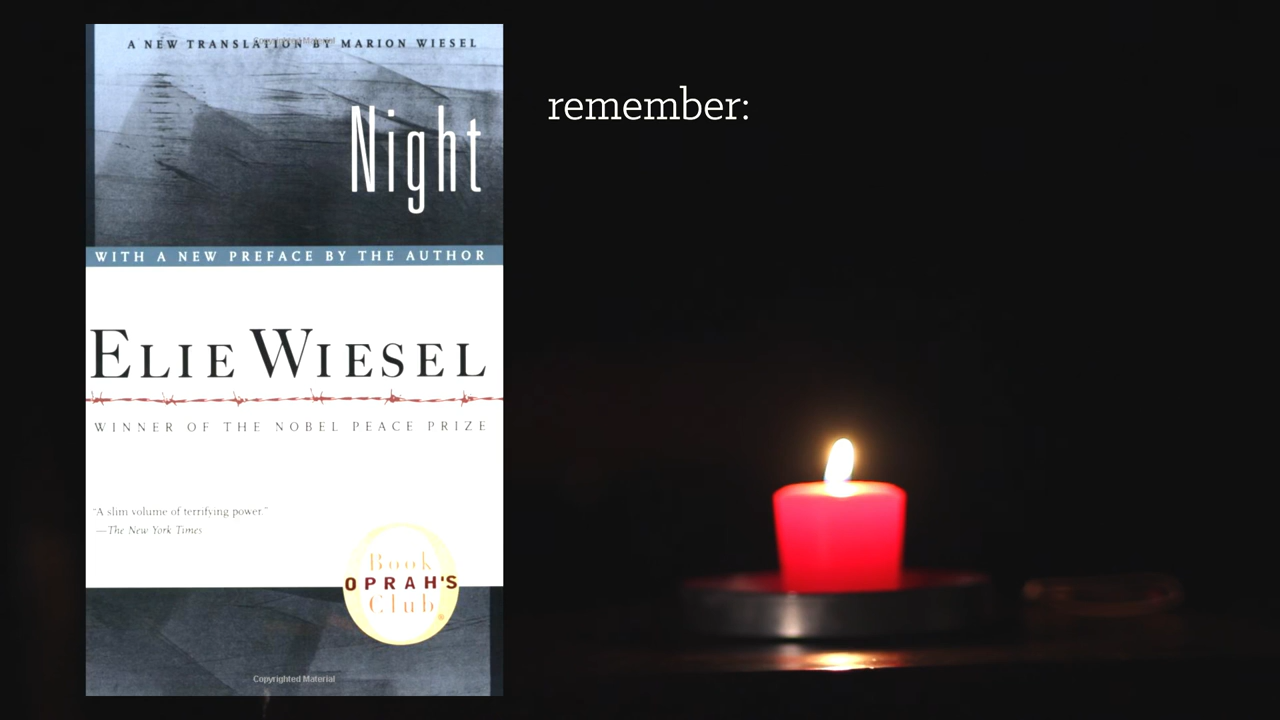 A NEW TRANSLATION BY MARION WIESEL
Night
WITH A NEW PREFACE BY THE AUTHOR
ELIE WIESEL
WINNER OF THE NOBEL PEACE PRIZE
"A slim volume of terrifying power."
—The New York Times
Book
OPRAH'S
Club®
Copyrighted Material
remember: